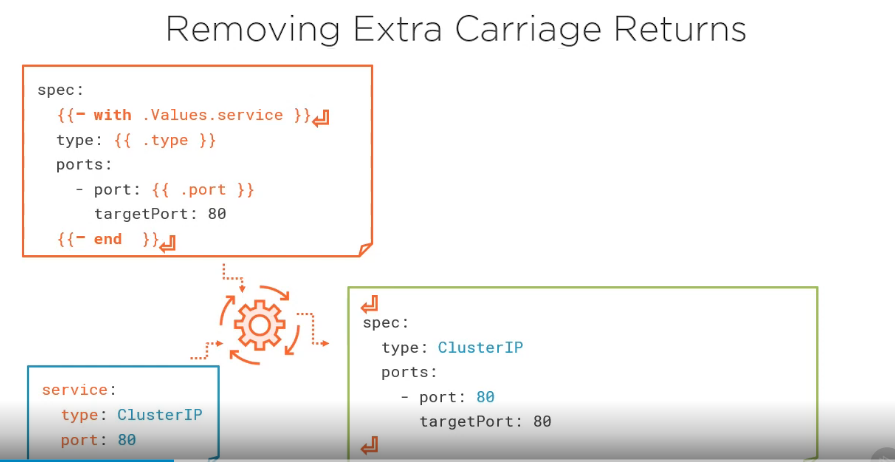 Removing Extra Carriage Returns
spec:
{{- with .Values.service }}
type: {{ .type }}
ports:
- port: {{ .port }}
targetPort: 80
{{- end }}
service:
type: ClusterIP
port: 80
spec:
type: ClusterIP
ports:
- port: 80
targetPort: 80